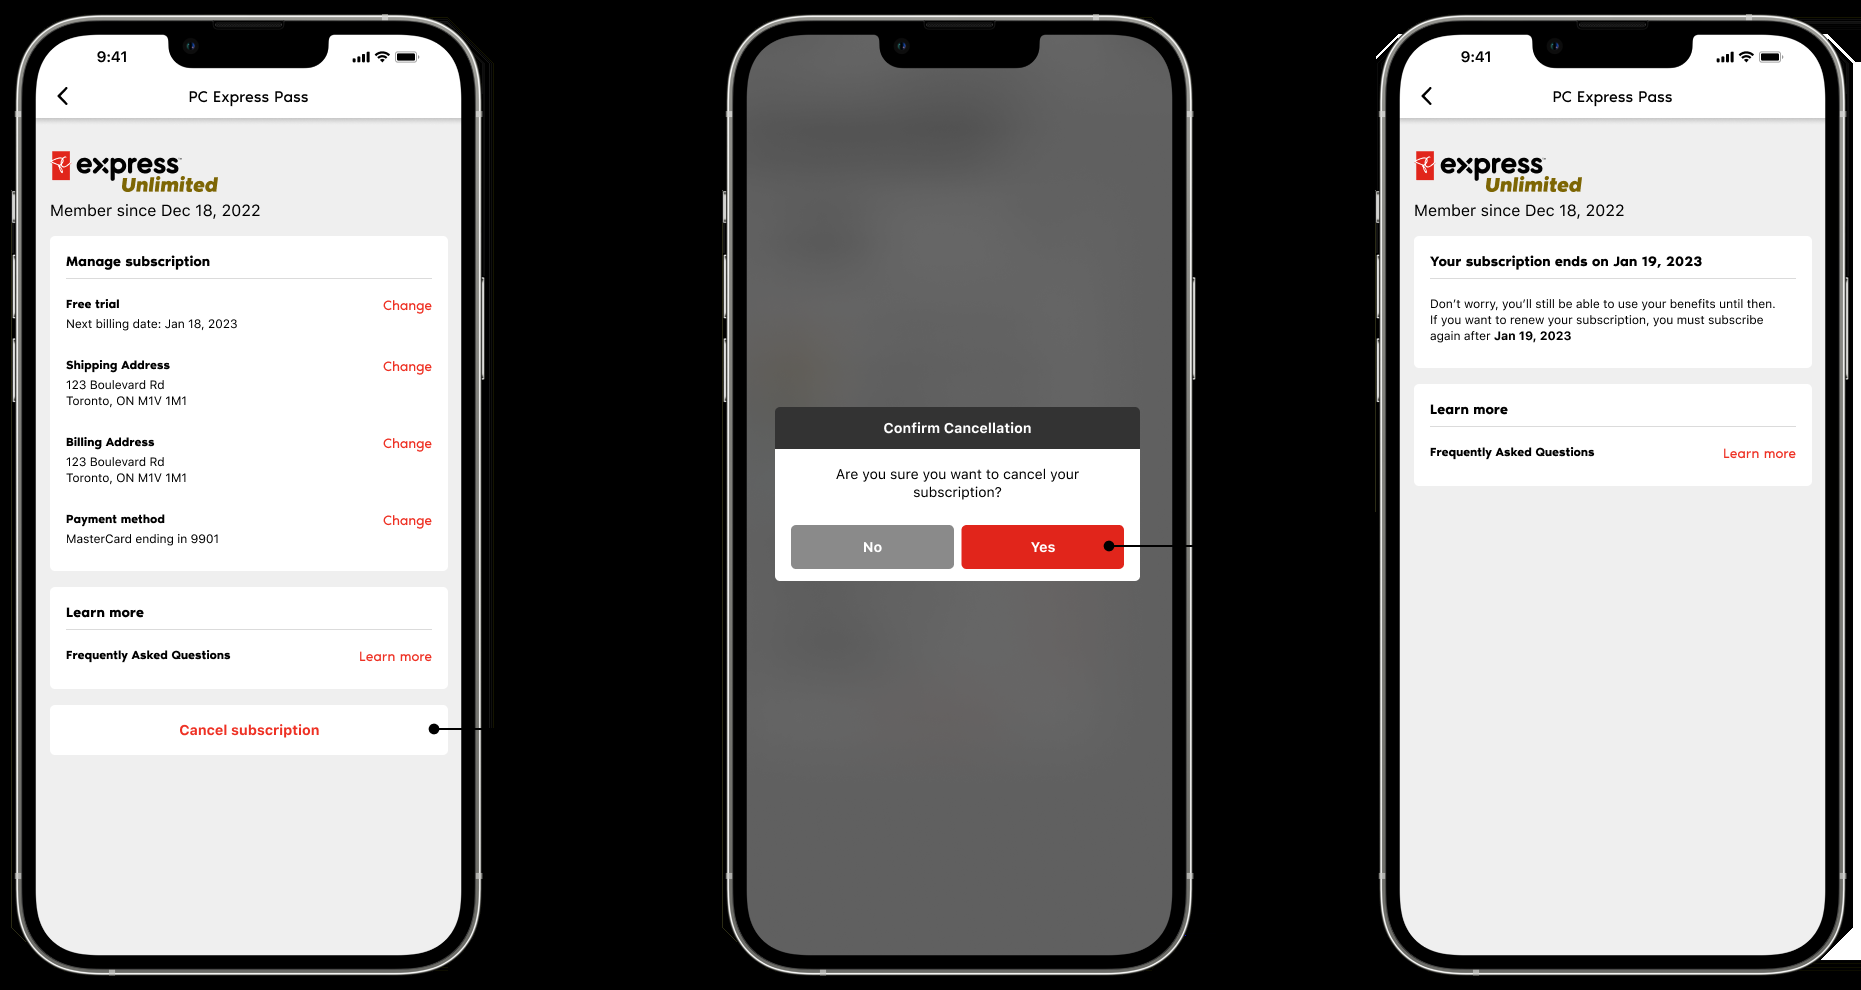 9:41
PC Express Pass
express™
Unlimited
Member since Dec 18, 2022
Manage subscription
Free trial
Change
Next billing date: Jan 18, 2023
Shipping Address
Change
123 Boulevard Rd
Toronto, ON M1V 1M1
Billing Address
Change
123 Boulevard Rd
Toronto, ON M1V 1M1
Payment method
Change
MasterCard ending in 9901
Learn more
Frequently Asked Questions
Learn more
Cancel subscription
Confirm Cancellation
Are you sure you want to cancel your
subscription?
No
Yes
9:41
PC Express Pass
express™
Unlimited
Member since Dec 18, 2022
Your subscription ends on Jan 19, 2023
Don't worry, you'll still be able to use your benefits until then.
If you want to renew your subscription, you must subscribe
again after Jan 19, 2023
Learn more
Frequently Asked Questions
Learn more